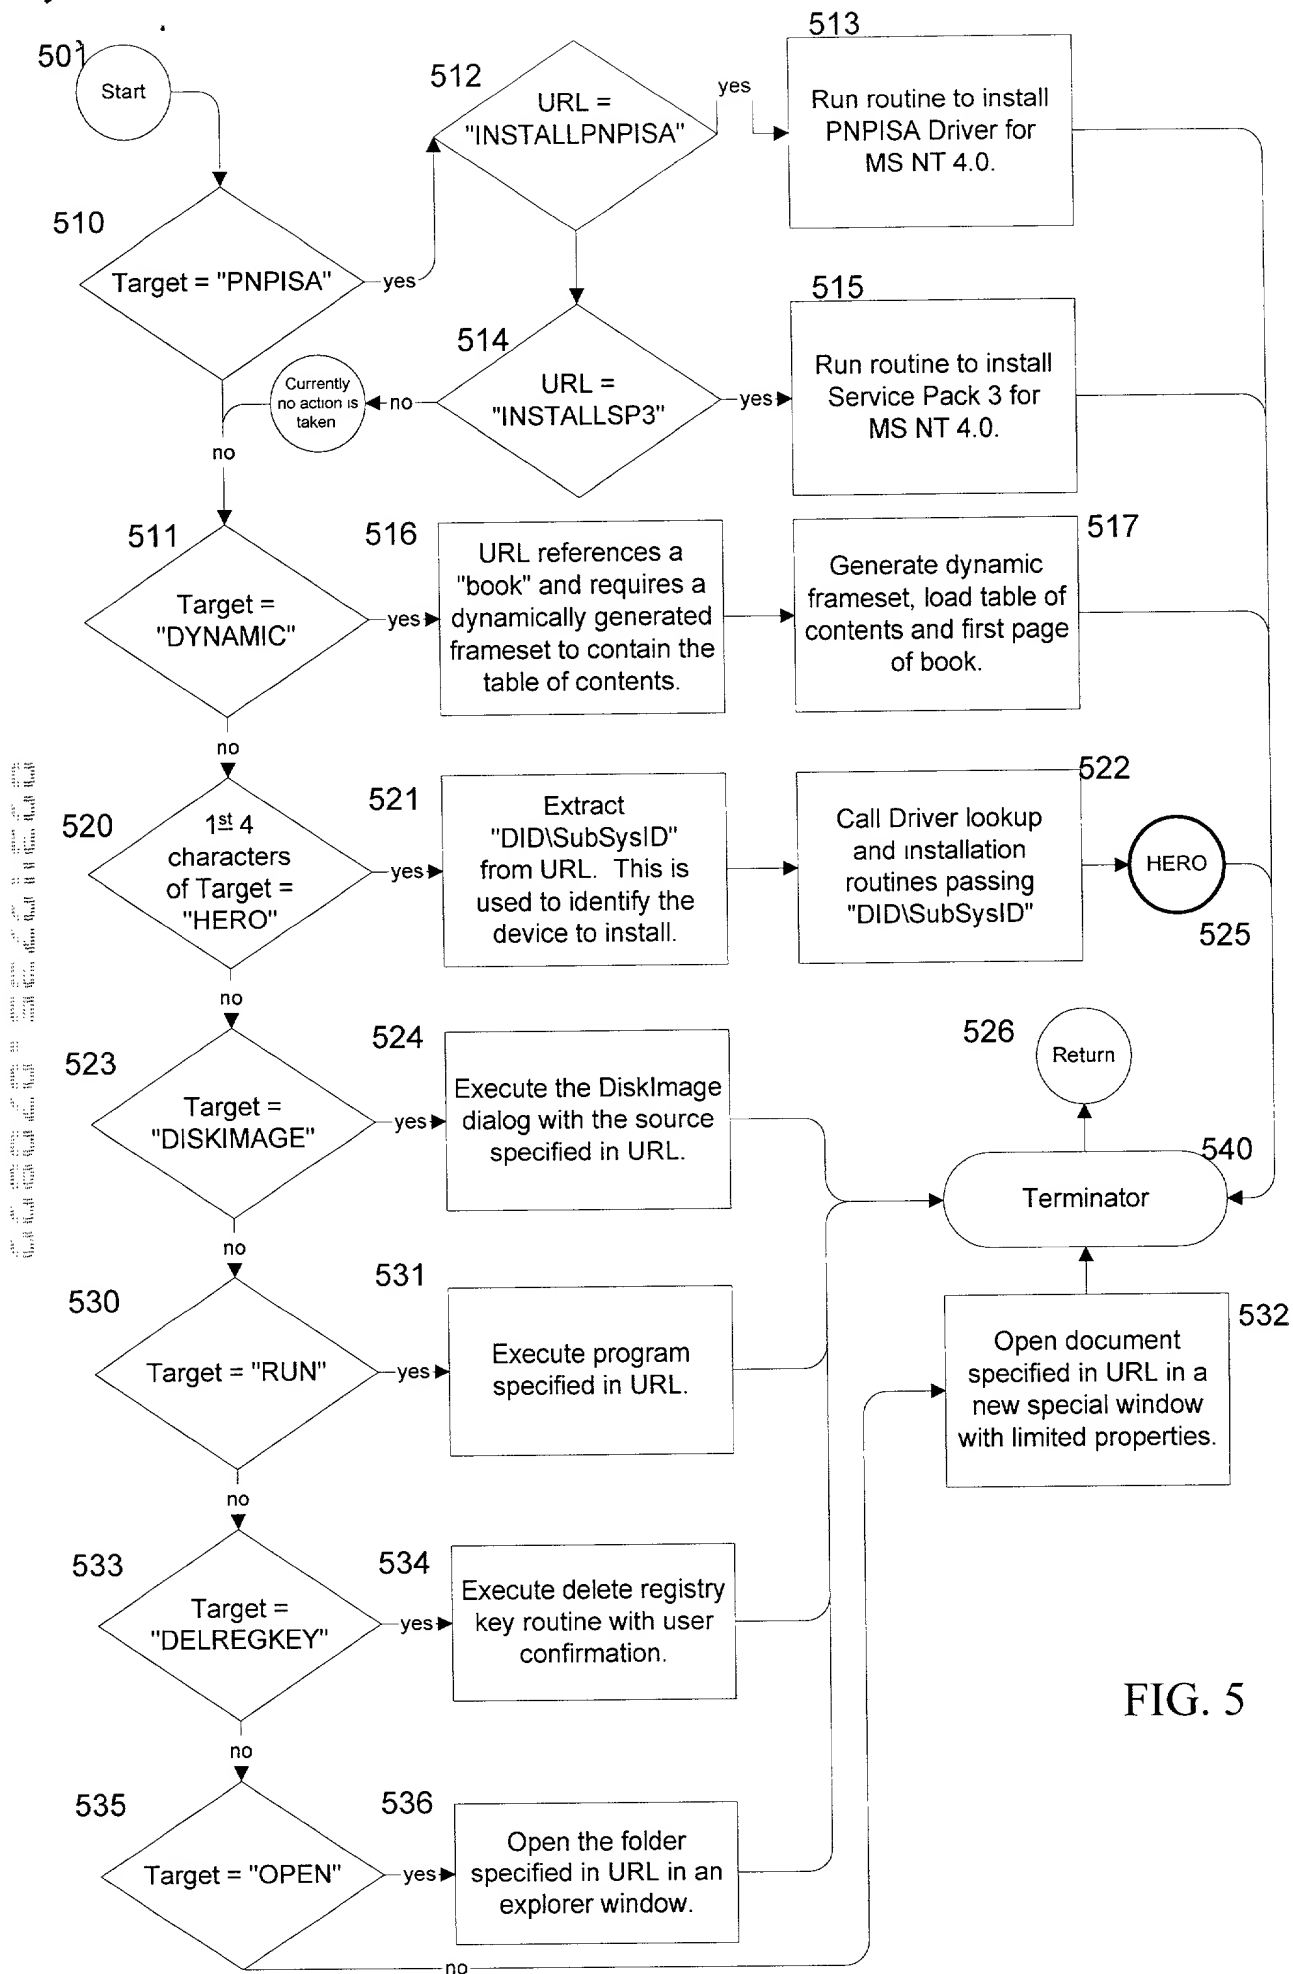 501
Start
510
Target = "PNPISA"
yes
512
URL =
"INSTALLPNPISA"
yes
513
Run routine to install
PNPISA Driver for
MS NT 4.0.
514
URL =
"INSTALLSP3"
yes
no
Currently
no action is
taken
515
Run routine to install
Service Pack 3 for
MS NT 4.0.
no
511
Target =
"DYNAMIC"
yes
516
URL references a
"book" and requires a
dynamically generated
frameset to contain the
table of contents.
517
Generate dynamic
frameset, load table of
contents and first page
of book.
no
520
1st 4
characters
of Target =
"HERO"
yes
521
Extract
"DID\SubSysID"
from URL. This is
used to identify the
device to install.
522
Call Driver lookup
and installation
routines passing
"DID\SubSysID"
HERO
525
no
523
Target =
"DISKIMAGE"
yes
524
Execute the DiskImage
dialog with the source
specified in URL.
526
Return
540
Terminator
no
530
Target = "RUN"
yes
531
Execute program
specified in URL.
532
Open document
specified in URL in a
new special window
with limited properties.
no
533
Target =
"DELREGKEY"
yes
534
Execute delete registry
key routine with user
confirmation.
no
535
Target = "OPEN"
yes
536
Open the folder
specified in URL in an
explorer window.
no
FIG. 5